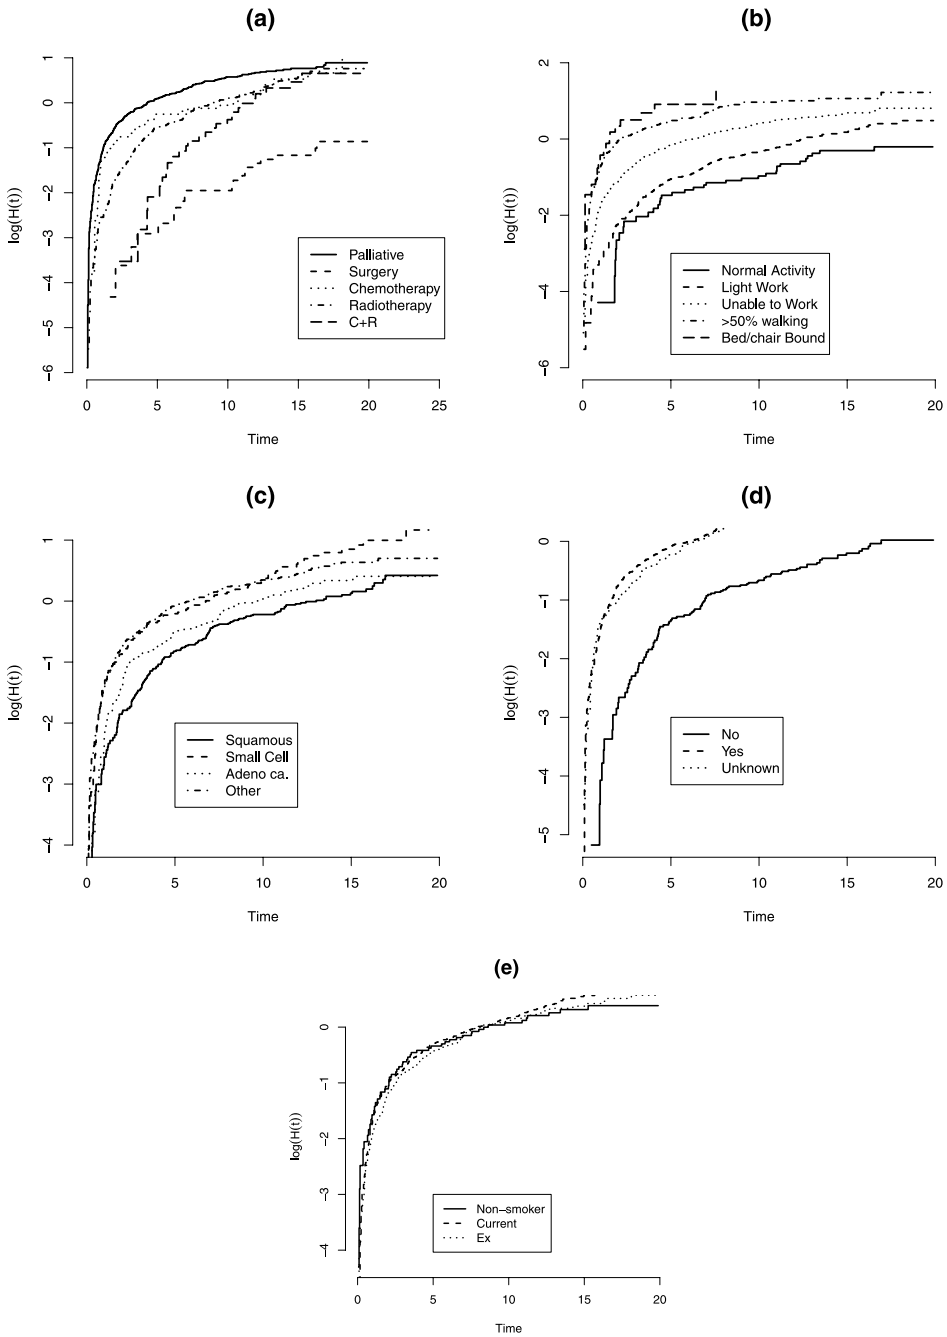 (a)
log(H(t))
1
0
−1
−2
−3
−4
−5
−6
Palliative
Surgery
Chemotherapy
Radiotherapy
C+R
0 5 10 15 20 25
Time
(b)
log(H(t))
2
0
−2
−4
−6
Normal Activity
Light Work
Unable to Work
>50% walking
Bed/chair Bound
0 5 10 15 20
Time
(c)
log(H(t))
1
0
−1
−2
−3
−4
Squamous
Small Cell
Adeno ca.
Other
0 5 10 15 20
Time
(d)
log(H(t))
0
−1
−2
−3
−4
−5
No
Yes
Unknown
0 5 10 15 20
Time
(e)
log(H(t))
0
−1
−2
−3
−4
Non−smoker
Current
Ex
0 5 10 15 20
Time